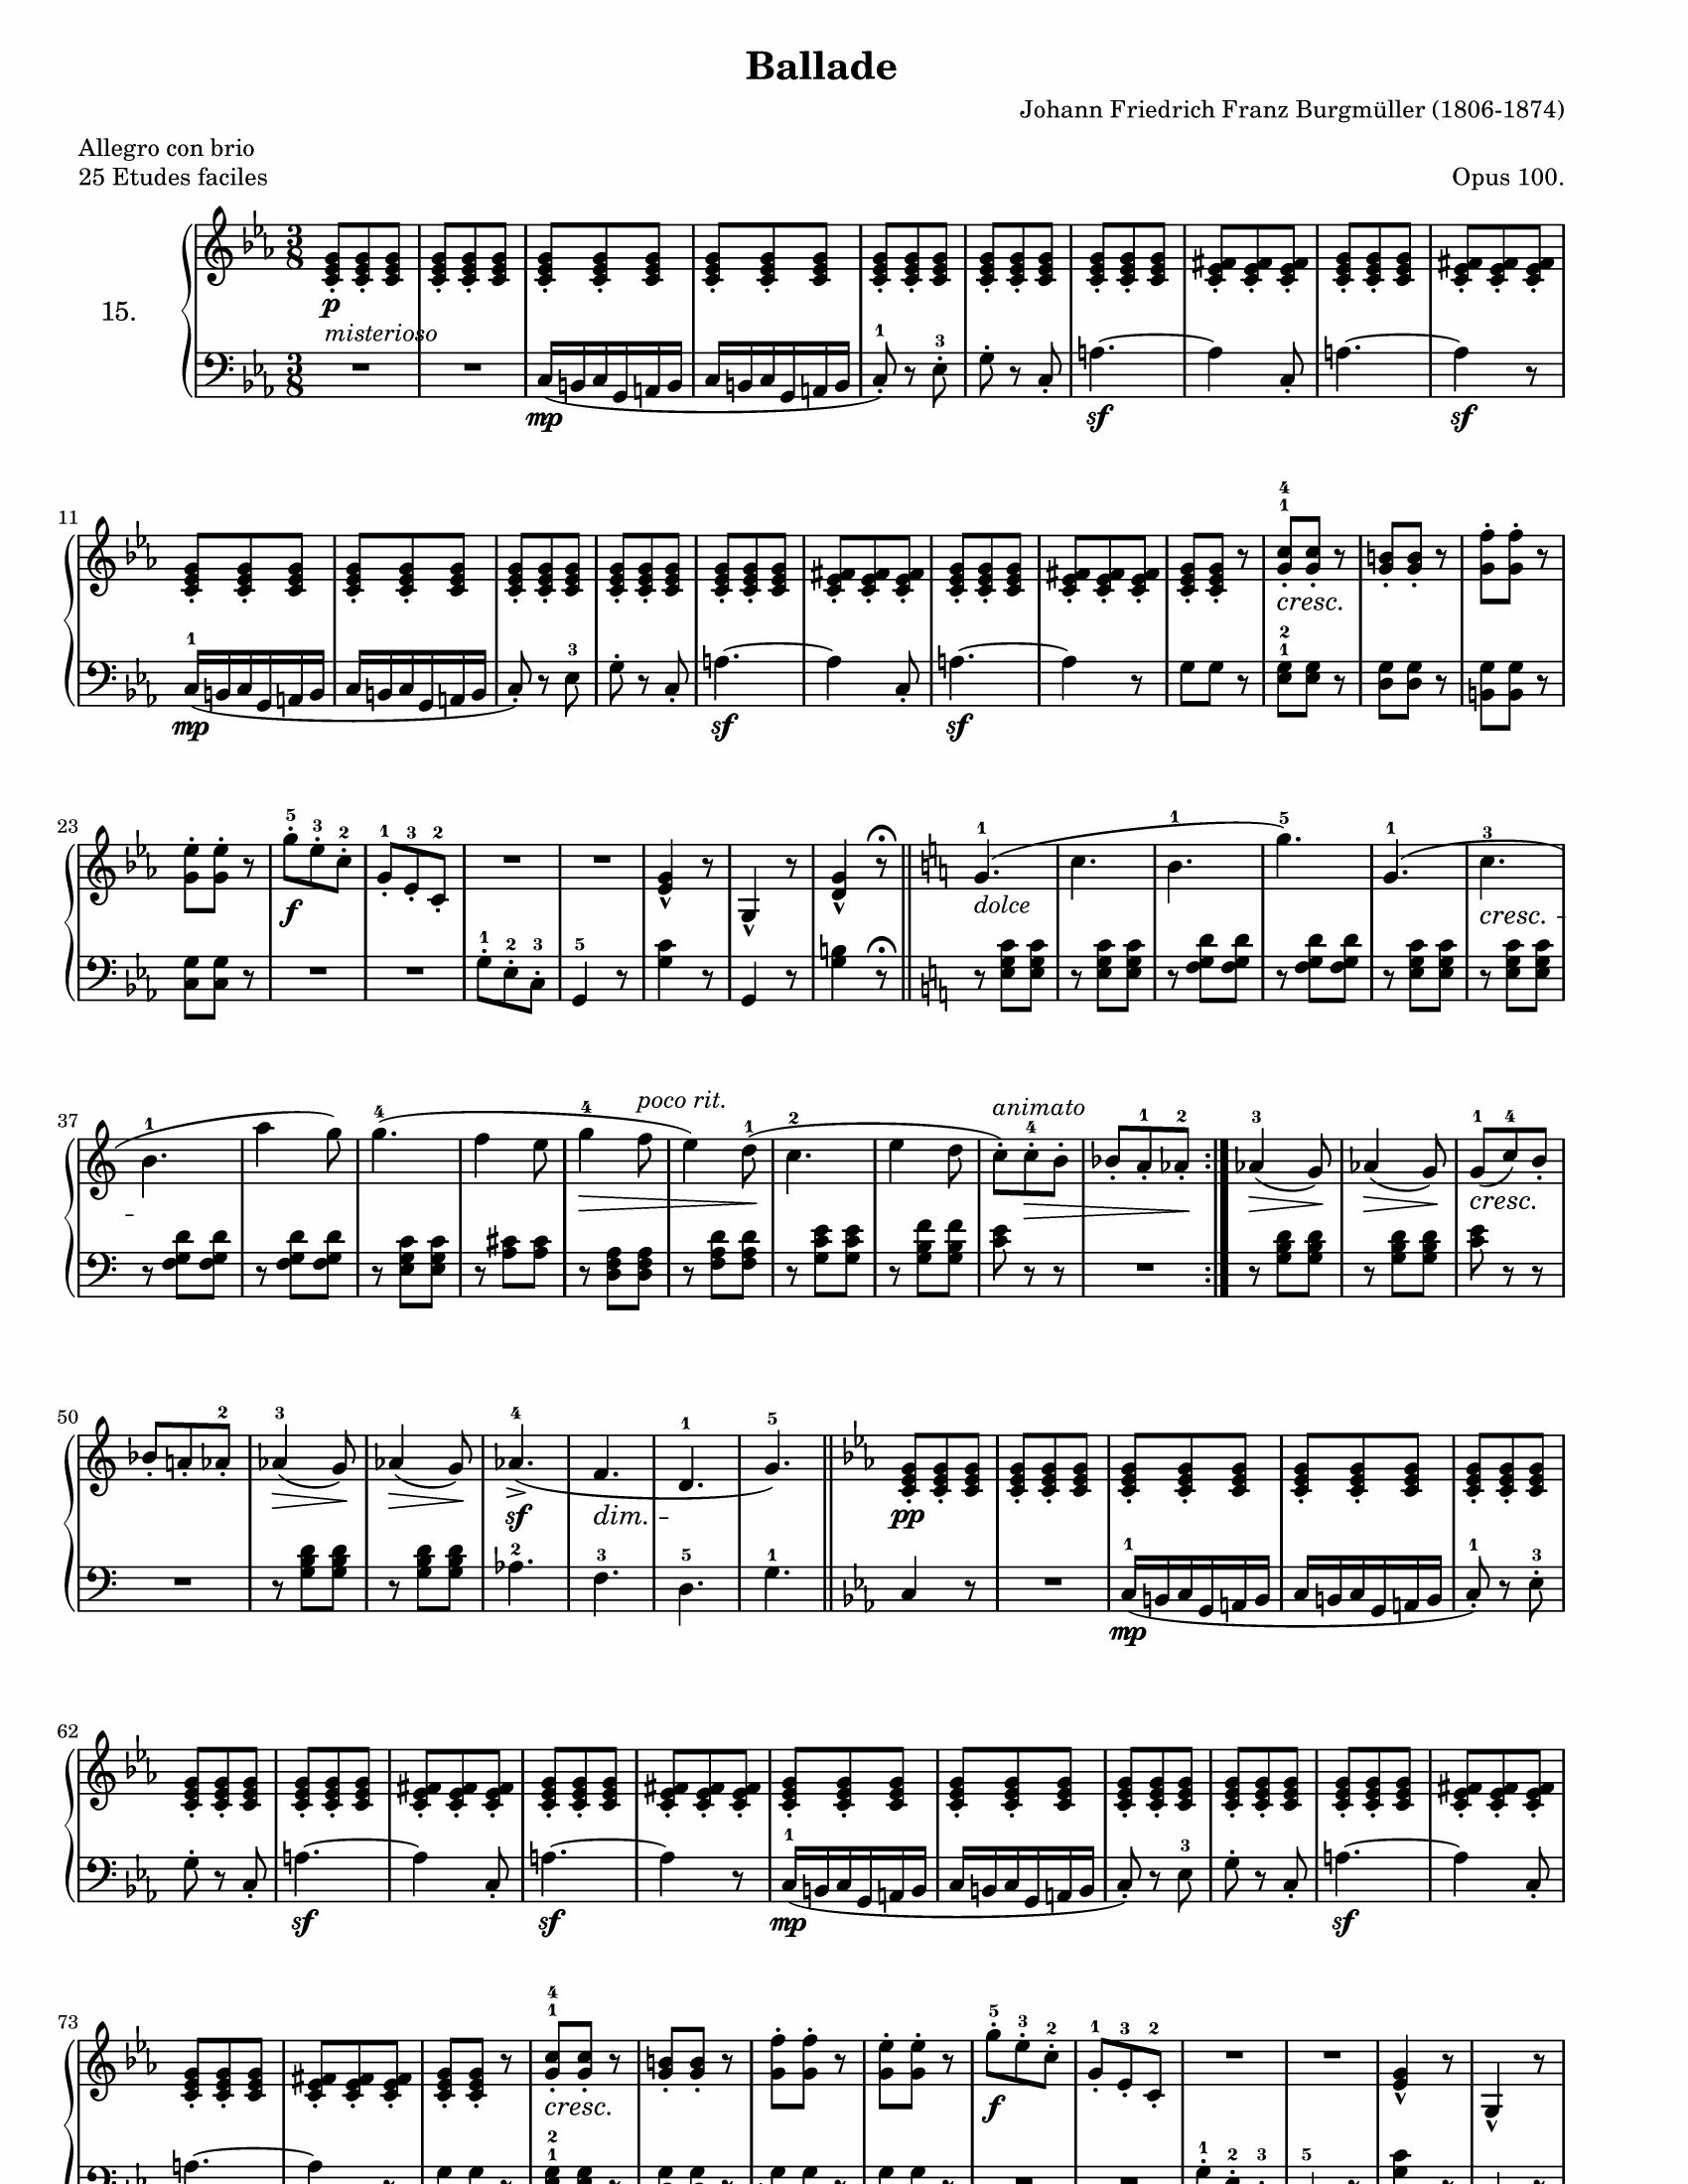 Ballade
Johann Friedrich Franz Burgmüller (1806-1874)
Allegro con brio
25 Etudes faciles Opus 100.
15.
3 8
p
misterioso
1 3
3 8
mp sf sf
11
4 1
cresc.
1 3 2 1
mp sf sf
23
5 3 2 1 3 2 1 1 5 1 3
f dolce cresc.
1 2 3 5
37
1 4 4 poco rit. 1 2 animato 4 1 2 3 1 4
cresc.
50
2 3 4 1 5
sf dim. pp
2 3 5 1 1 1 3
mp
62
1 3
sf sf mp sf
73
4 1 5 3 2 1 3 2
cresc. f
2 1 1 2 3 5